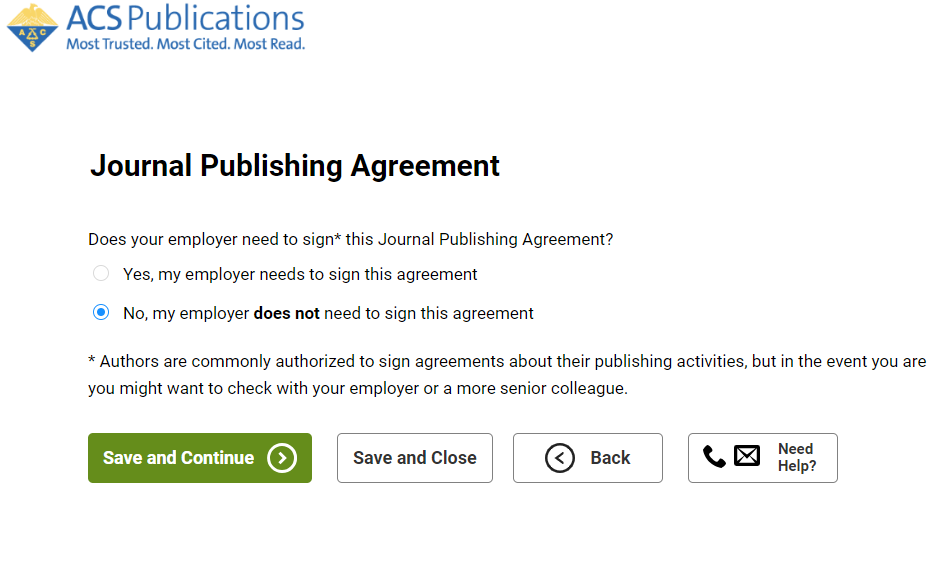 ACS Publications
Most Trusted. Most Cited. Most Read.
A C S
Journal Publishing Agreement
Does your employer need to sign* this Journal Publishing Agreement?
Yes, my employer needs to sign this agreement
No, my employer does not need to sign this agreement
* Authors are commonly authorized to sign agreements about their publishing activities, but in the event you are
you might want to check with your employer or a more senior colleague.
Save and Continue
Save and Close
Back
Need
Help?